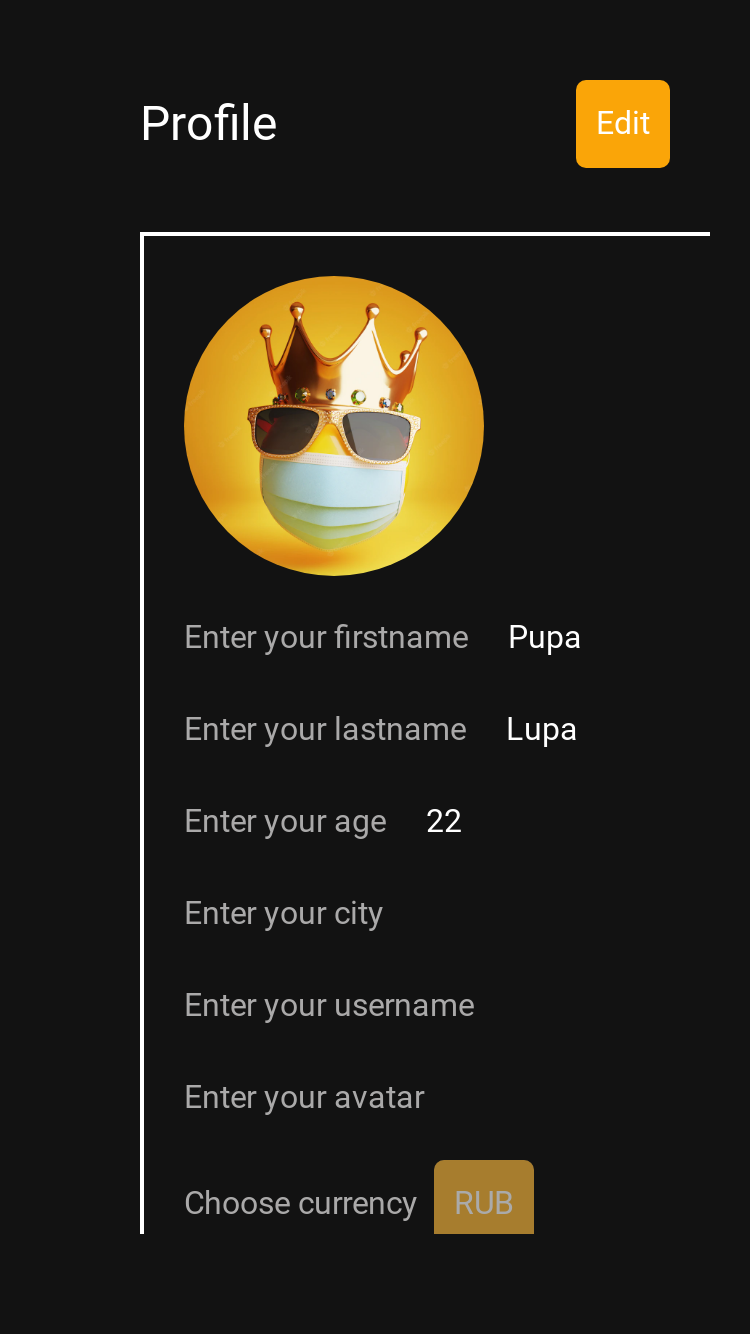 Profile
Edit
Enter your firstname Pupa
Enter your lastname Lupa
Enter your age 22
Enter your city
Enter your username
Enter your avatar
Choose currency RUB